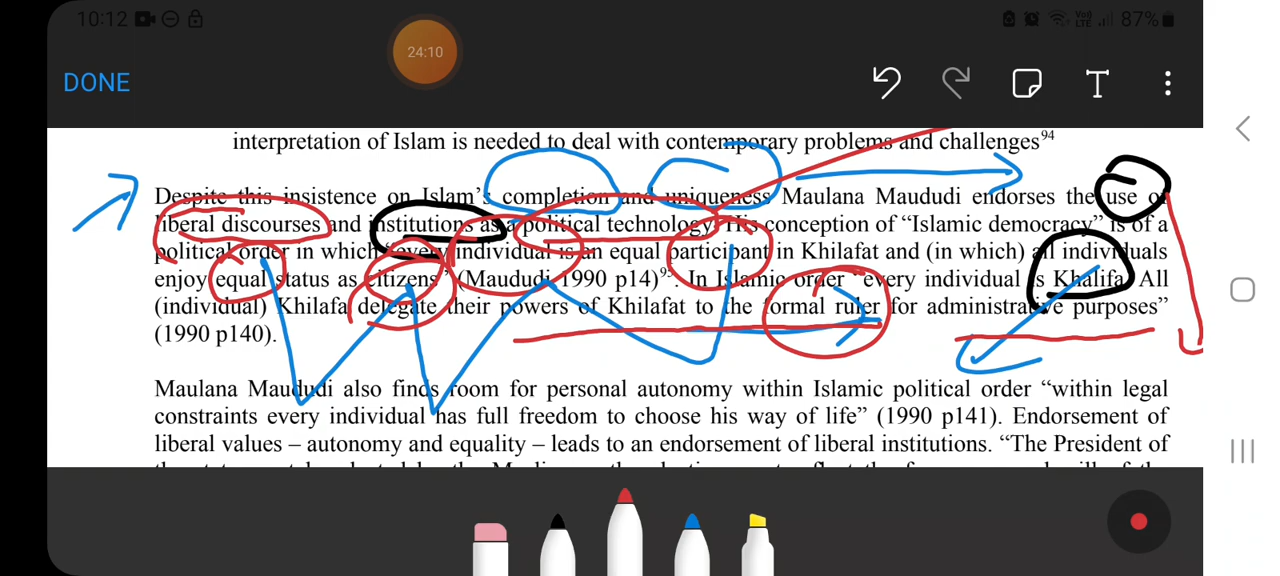 10:12
Vo)
LTE
87%
24:10
DONE
T
interpretation of Islam is needed to deal with contemporary problems and challenges94
Despite this insistence on Islam's completion and uniqueness Maulana Maududi endorses the use of
liberal discourses and institutions as a political technology. His conception of “Islamic democracy” is of a
political order in which “every individual is an equal participant in Khilafat and (in which) all individuals
enjoy equal status as citizens” (Maududi 1990 p14)95. In Islamic order “every individual is Khalifa. All
(individual) Khilafa delegate their powers of Khilafat to the formal ruler for administrative purposes”
(1990 p140).
Maulana Maududi also finds room for personal autonomy within Islamic political order “within legal
constraints every individual has full freedom to choose his way of life” (1990 p141). Endorsement of
liberal values – autonomy and equality – leads to an endorsement of liberal institutions. “The President of